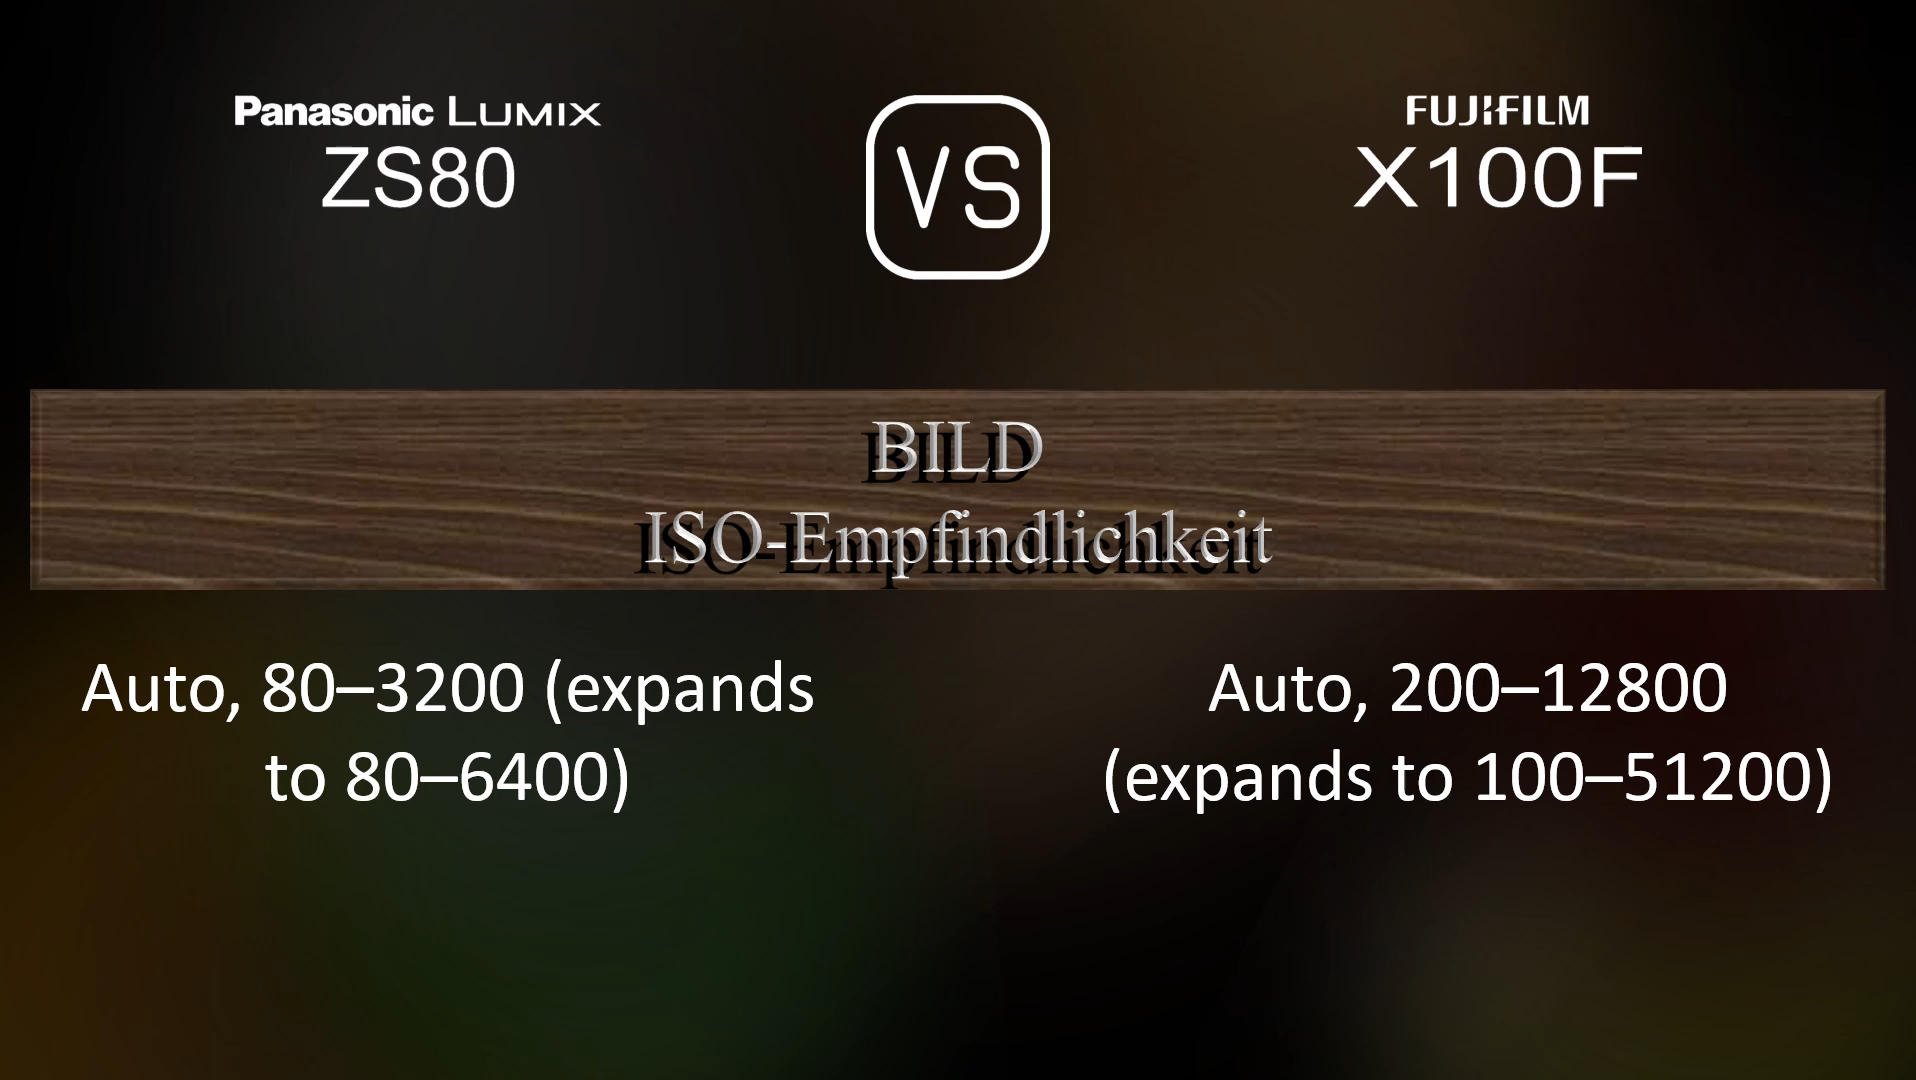 Panasonic LUMIX
ZS80
VS
FUJIFILM
X100F
BILD
ISO-Empfindlichkeit
Auto, 80–3200 (expands
to 80–6400)
Auto, 200–12800
(expands to 100–51200)